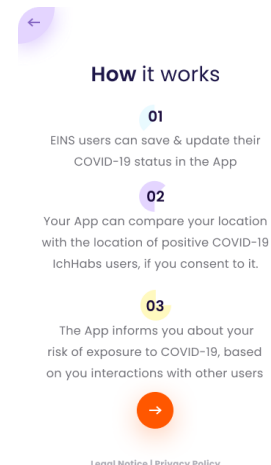 How it works
01
EINS users can save & update their
COVID-19 status in the App
02
Your App can compare your location
with the location of positive COVID-19
IchHabs users, if you consent to it.
03
The App informs you about your
risk of exposure to COVID-19, based
on you interactions with other users
Legal Notice | Privacy Policy